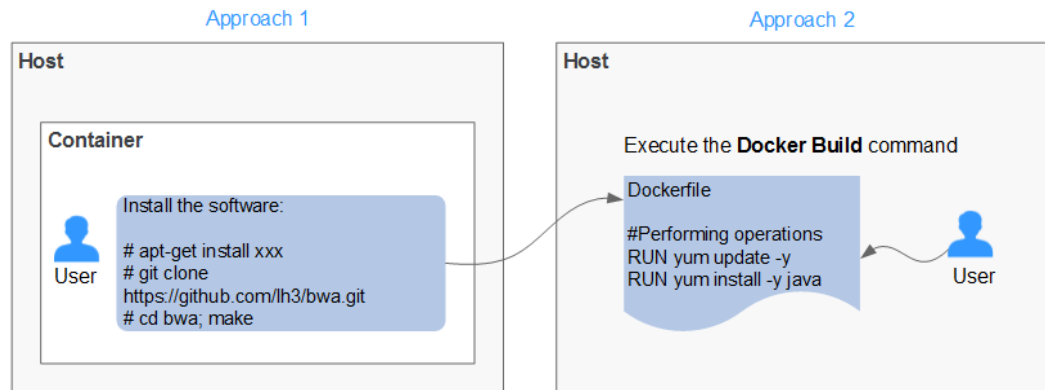 Approach 1
Host
Container
Install the software:
# apt-get install xxx
# git clone
https://github.com/lh3/bwa.git
# cd bwa; make
User
Approach 2
Host
Execute the Docker Build command
Dockerfile
#Performing operations
RUN yum update -y
RUN yum install -y java
User